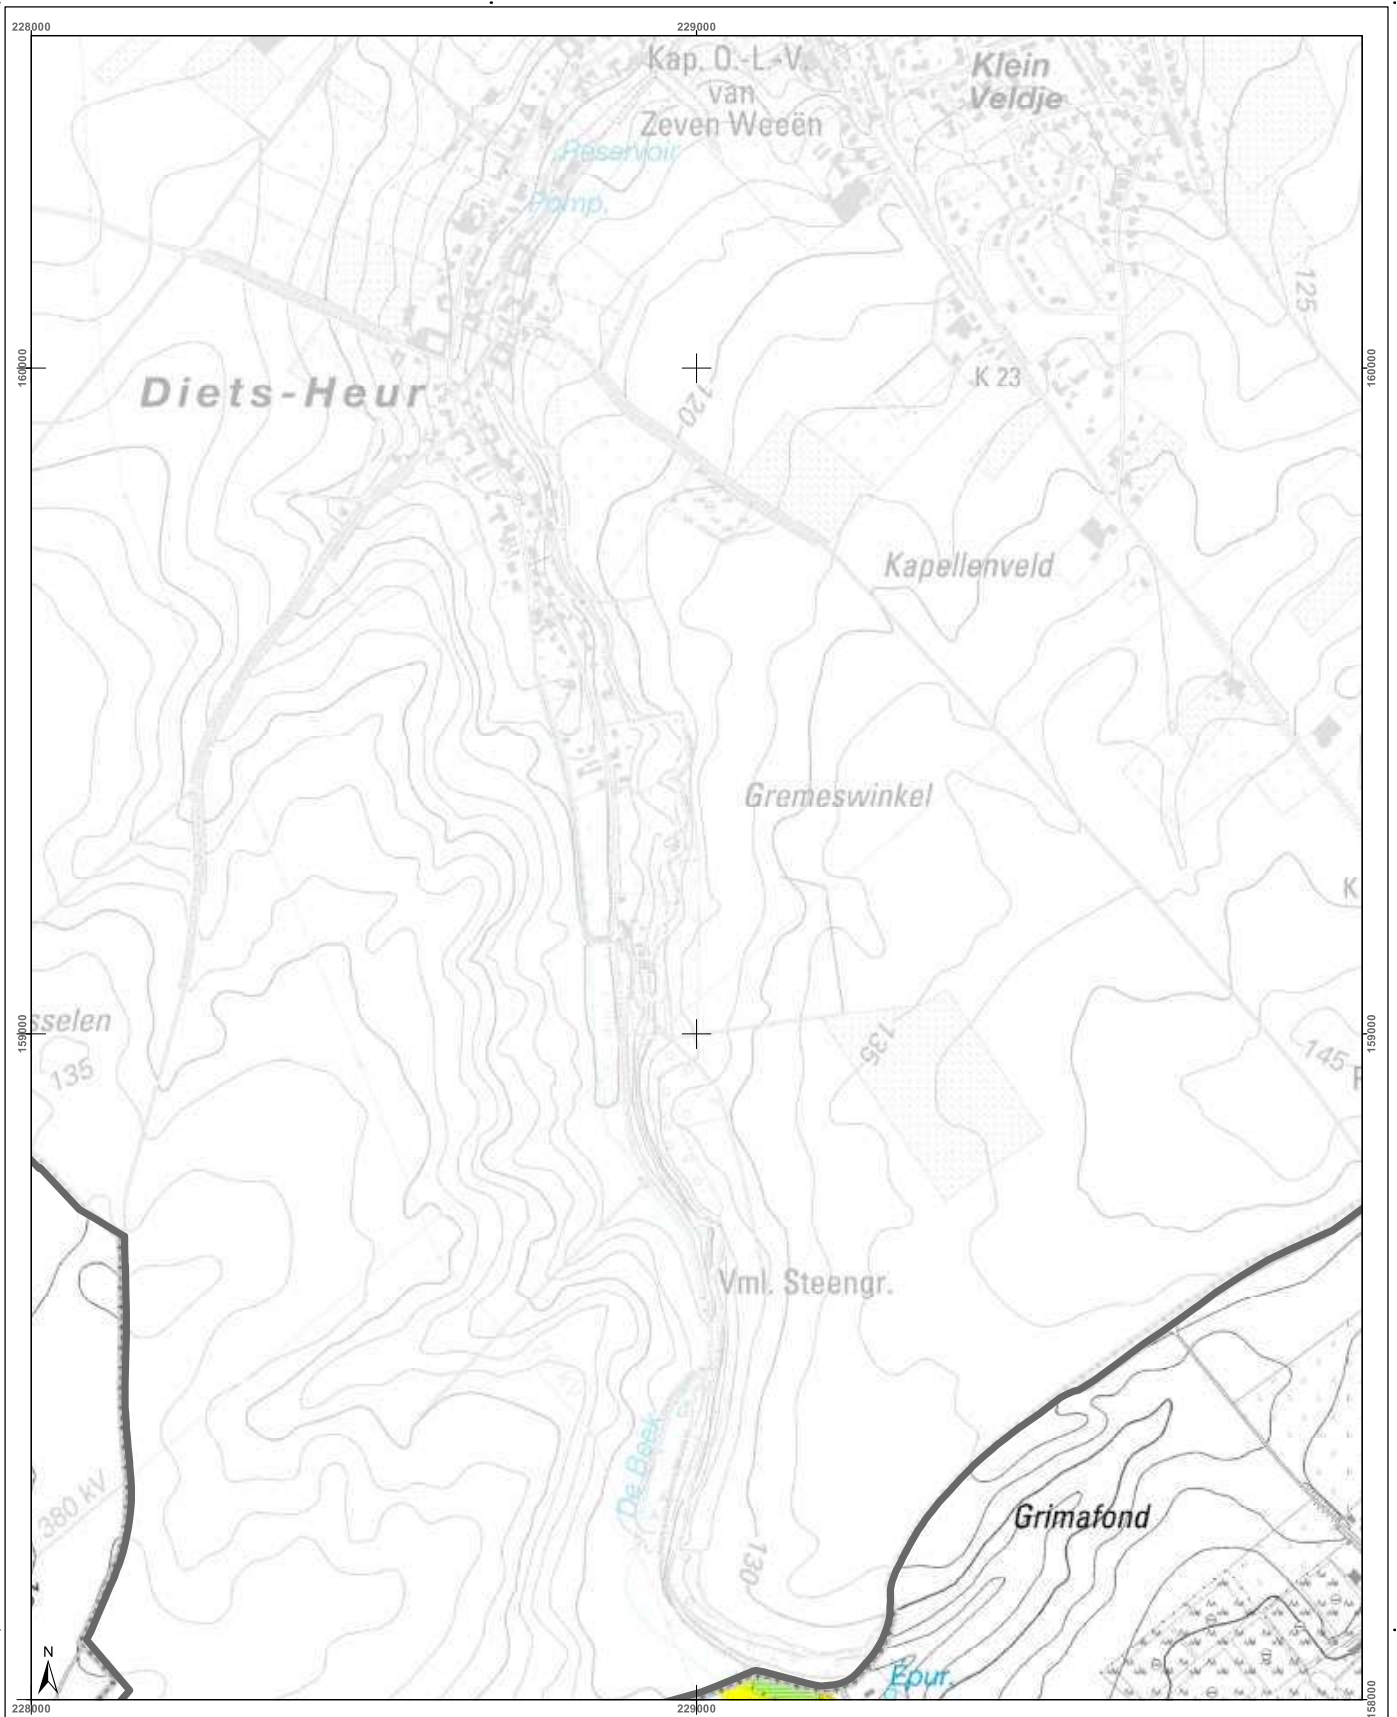 228000
229000
Kap. O.-L.-V.
van
Zeven Weeën
Klein
Veldje
Reservoir
Pomp.
125
160000
160000
Diets-Heur
120
K 23
Kapellenveld
Gremeswinkel
K
sselen
159000
159000
135
135
145
Vml. Steengr.
De Beek
380 kV
Grimafond
130
N
Épur.
228000
229000
158000